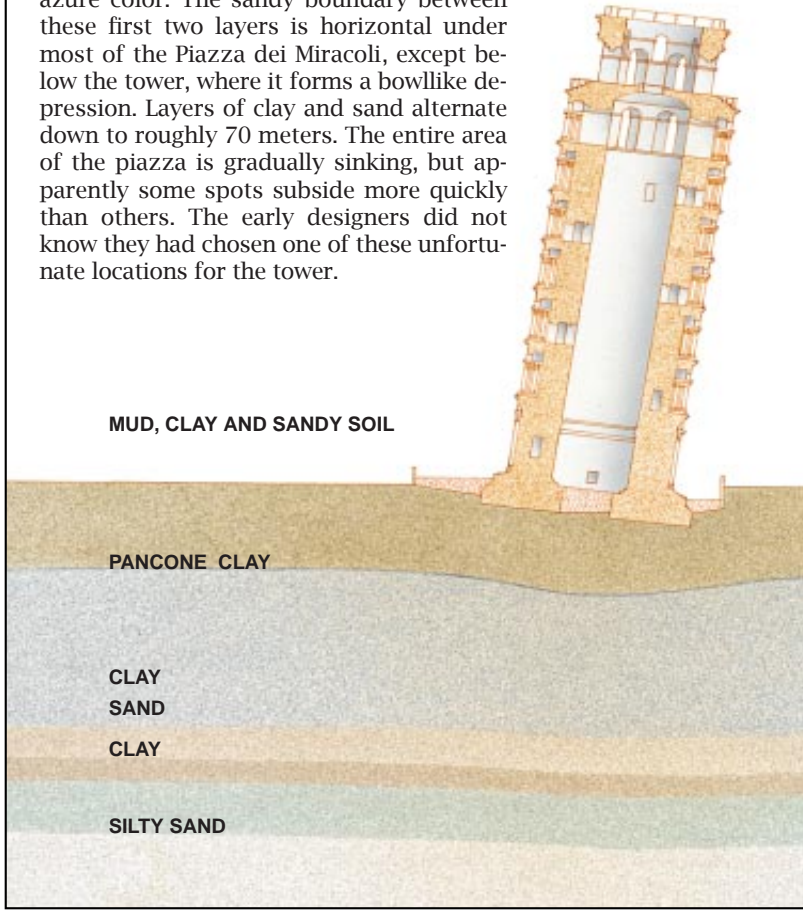 azure color. The sandy boundary between
these first two layers is horizontal under
most of the Piazza dei Miracoli, except be-
low the tower, where it forms a bowllike de-
pression. Layers of clay and sand alternate
down to roughly 70 meters. The entire area
of the piazza is gradually sinking, but ap-
parently some spots subside more quickly
than others. The early designers did not
know they had chosen one of these unfortu-
nate locations for the tower.
MUD, CLAY AND SANDY SOIL
PANCONE CLAY
CLAY
SAND
CLAY
SILTY SAND